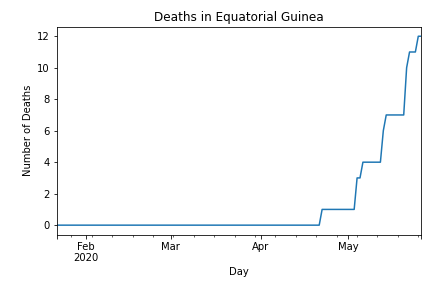 Deaths in Equatorial Guinea
12
10
8
6
4
2
0
Number of Deaths
Feb
2020
Mar
Apr
May
Day